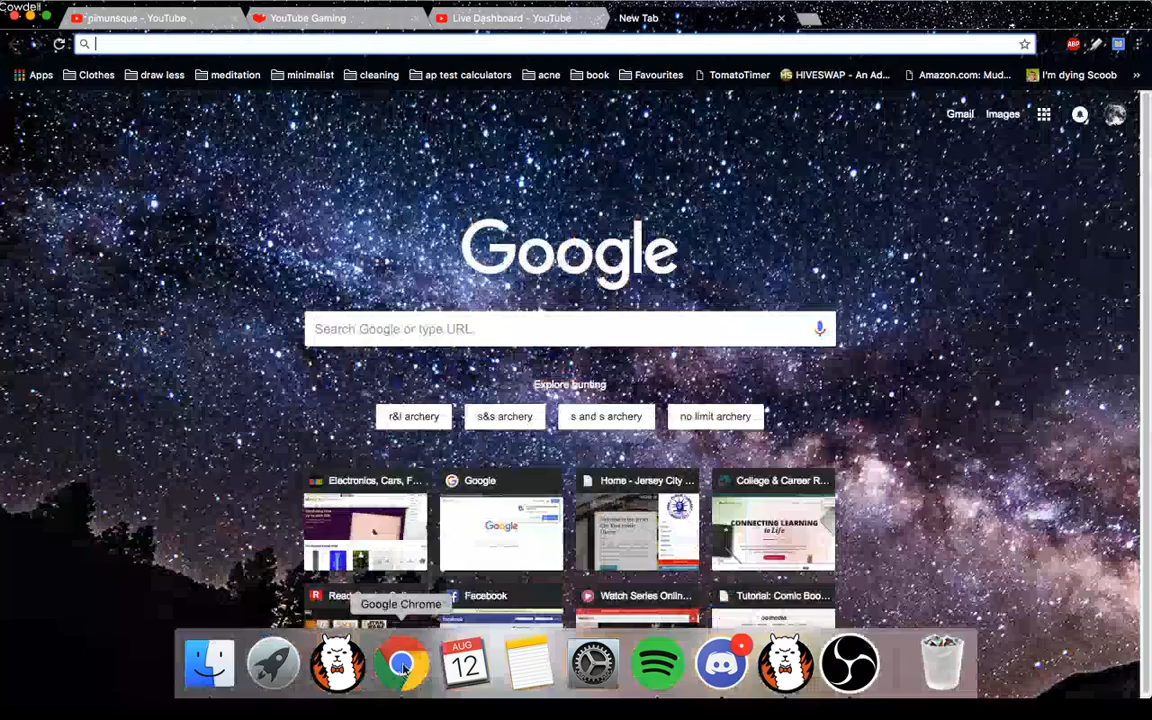 Cowdell
pimunsque - YouTube
YouTube Gaming
Live Dashboard - YouTube
New Tab
Apps
Clothes
draw less
meditation
minimalist
cleaning
ap test calculators
acne
book
Favourites
TomatoTimer
HS HIVESWAP - An Ad...
Amazon.com: Mud...
I'm dying Scoob
»
ABP
Gmail
Images
Google
Search Google or type URL
Explore hunting
r&l archery
s&s archery
s and s archery
no limit archery
Electronics, Cars, F...
Google
Home - Jersey City ...
College & Career R...
Google
CONNECTING LEARNING
to Life
Google Chrome
Facebook
Watch Series Onlin...
Tutorial: Comic Boo...
AUG
12